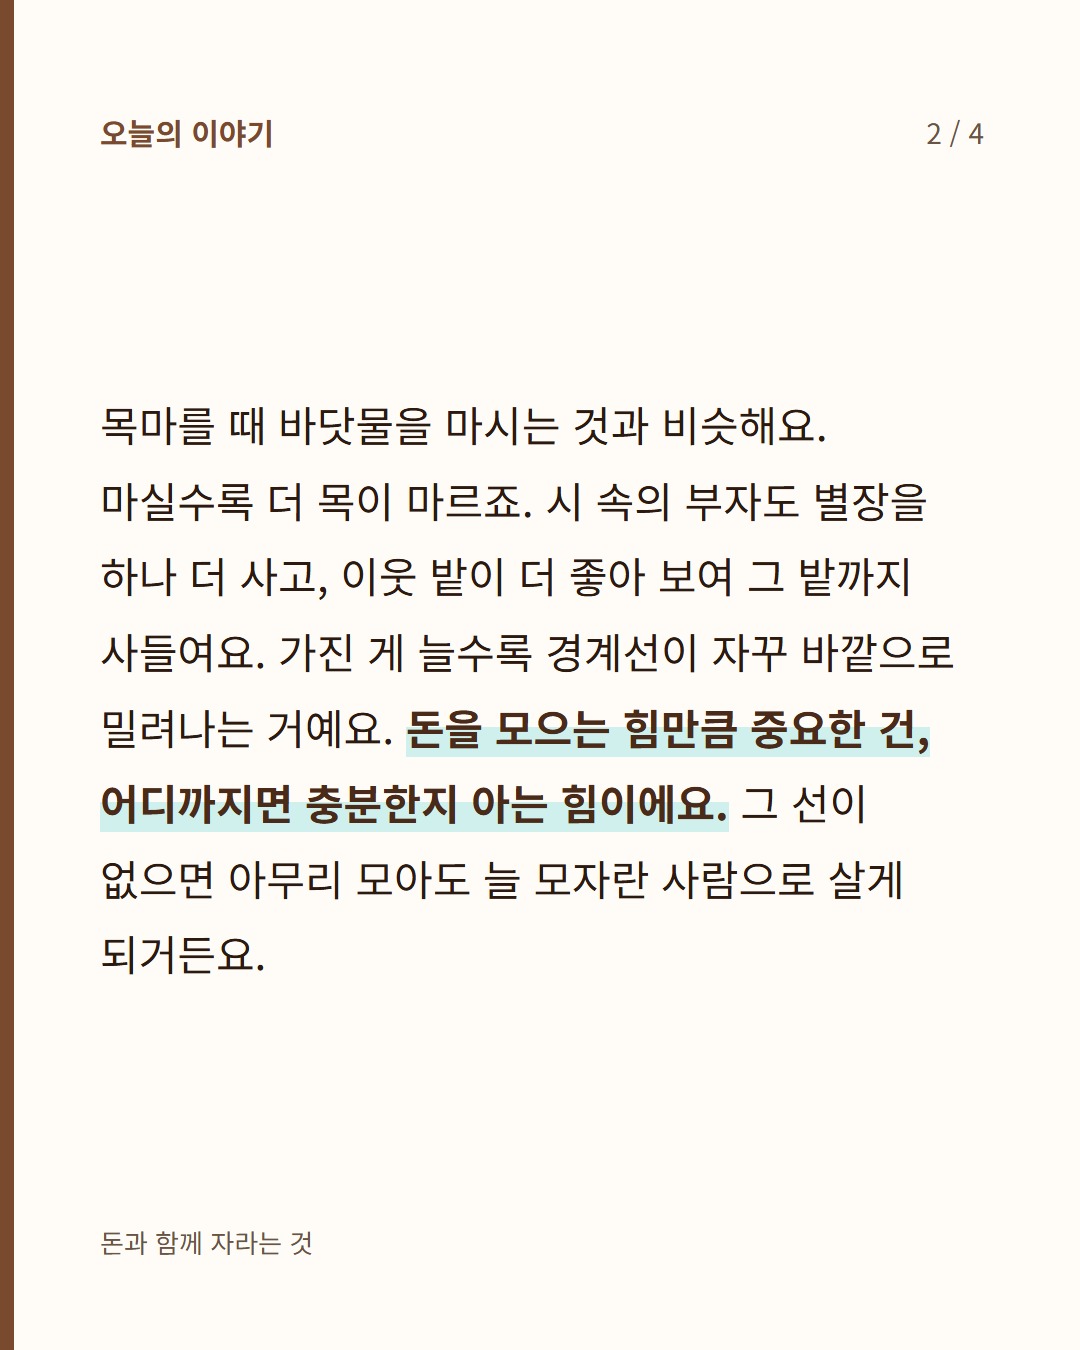 오늘의 이야기
2 / 4
목마를 때 바닷물을 마시는 것과 비슷해요.
마실수록 더 목이 마르죠. 시 속의 부자도 별장을
하나 더 사고, 이웃 밭이 더 좋아 보여 그 밭까지
사들여요. 가진 게 늘수록 경계선이 자꾸 바깥으로
밀려나는 거예요. 돈을 모으는 힘만큼 중요한 건,
어디까지면 충분한지 아는 힘이에요. 그 선이
없으면 아무리 모아도 늘 모자란 사람으로 살게
되거든요.
돈과 함께 자라는 것